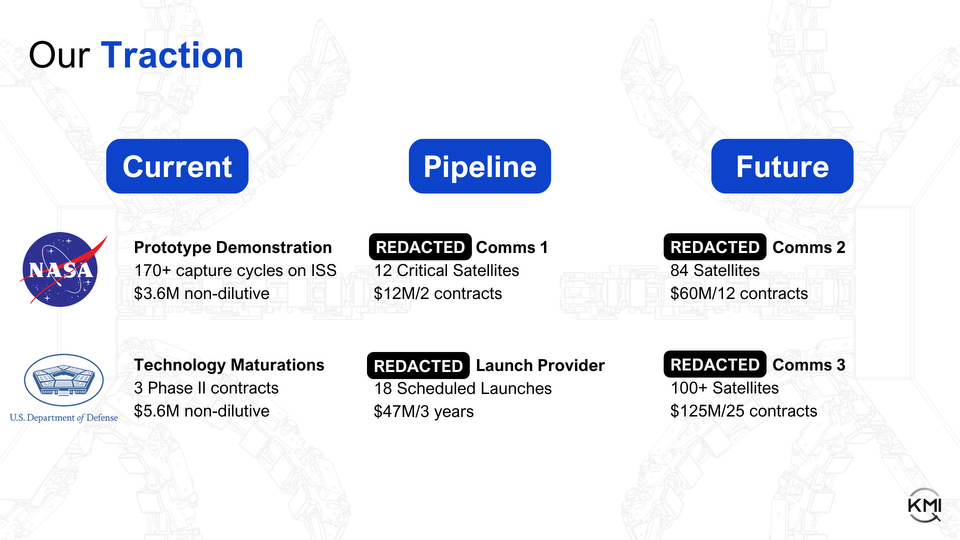 Our Traction
Current
Pipeline
Future
NASA
Prototype Demonstration
170+ capture cycles on ISS
$3.6M non-dilutive
REDACTED Comms 1
12 Critical Satellites
$12M/2 contracts
REDACTED Comms 2
84 Satellites
$60M/12 contracts
U.S. Department of Defense
Technology Maturations
3 Phase II contracts
$5.6M non-dilutive
REDACTED Launch Provider
18 Scheduled Launches
$47M/3 years
REDACTED Comms 3
100+ Satellites
$125M/25 contracts
KMI